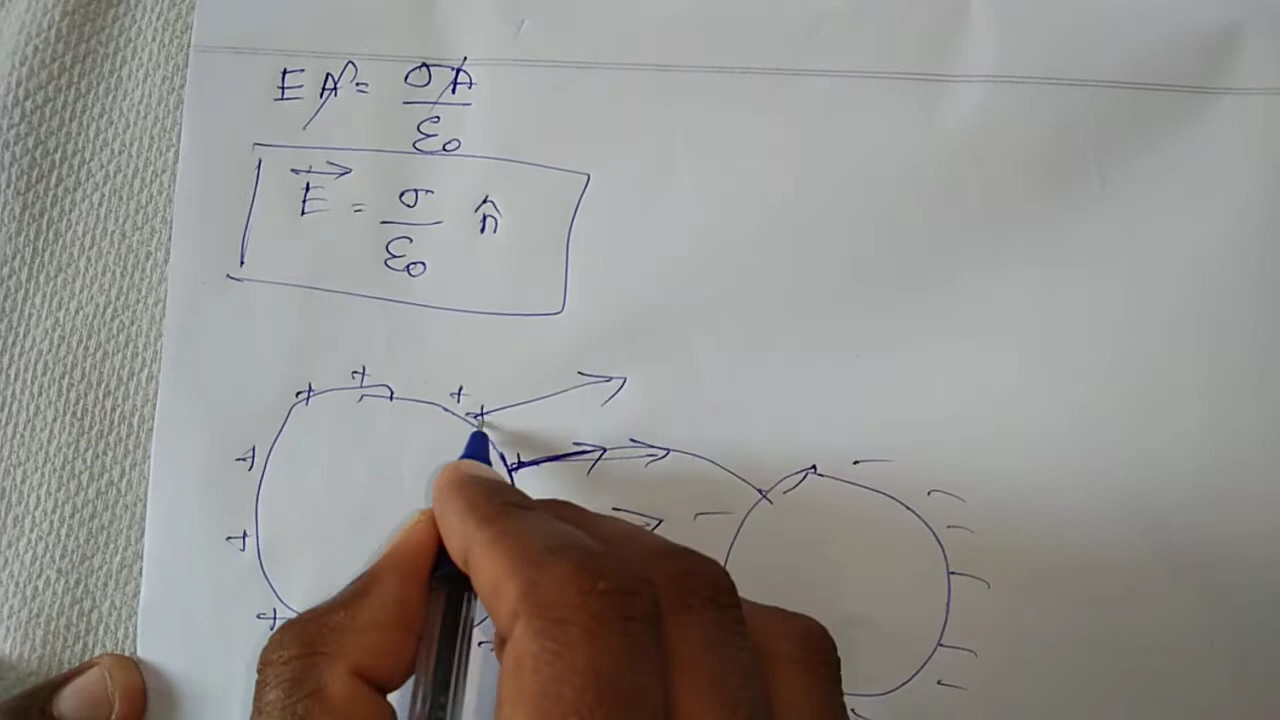 EA = σA / ε₀
E⃗ = σ / ε₀ n̂
+ + + +
+ + -
+ - -
+ - -
+ - -